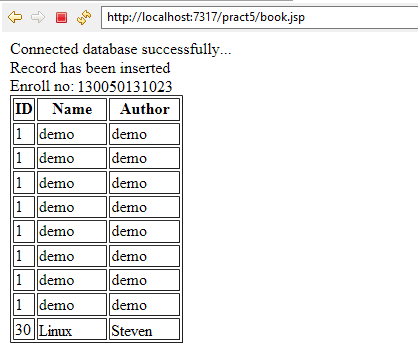 http://localhost:7317/pract5/book.jsp
Connected database successfully...
Record has been inserted
Enroll no: 130050131023
ID Name Author
1 demo demo
1 demo demo
1 demo demo
1 demo demo
1 demo demo
1 demo demo
1 demo demo
1 demo demo
30 Linux Steven